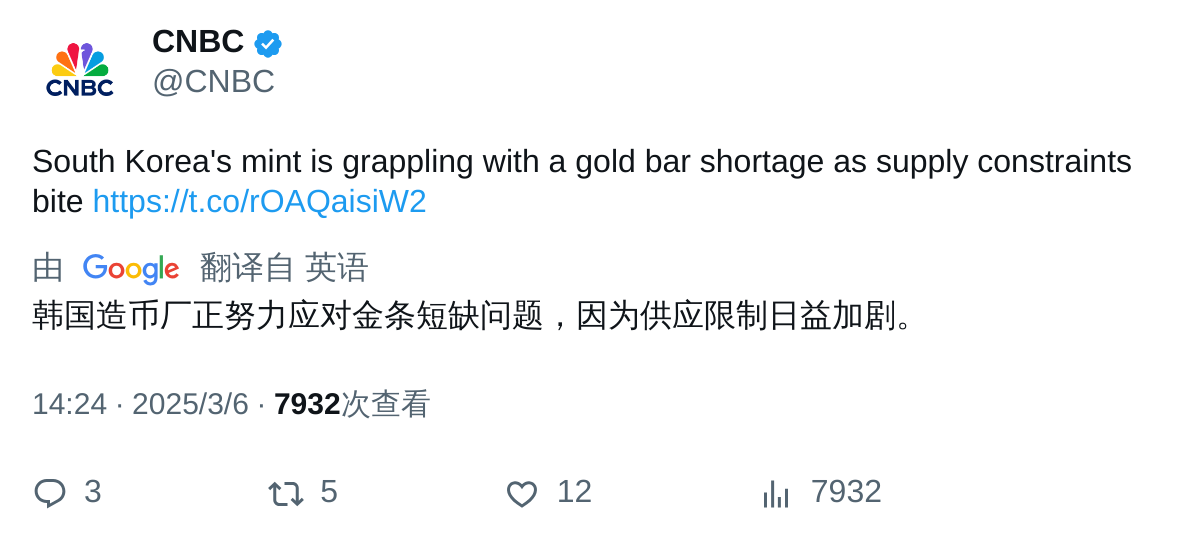 CNBC
CNBC
@CNBC
South Korea's mint is grappling with a gold bar shortage as supply constraints
bite https://t.co/rOAQaisiW2
由 Google 翻译自 英语
韩国造币厂正努力应对金条短缺问题，因为供应限制日益加剧。
14:24 · 2025/3/6 · 7932次查看
3 5 12 7932